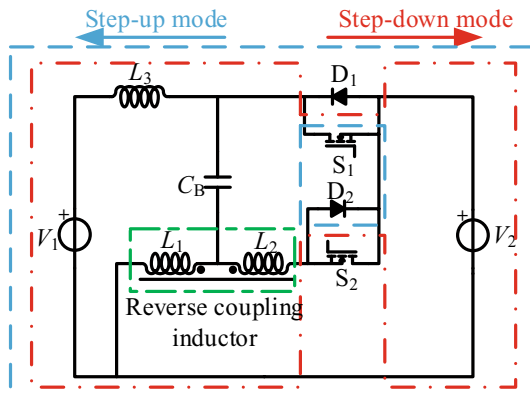 Step-up mode
Step-down mode
L3
D1
S1
CB
D2
V1
V2
L1
L2
S2
Reverse coupling
inductor